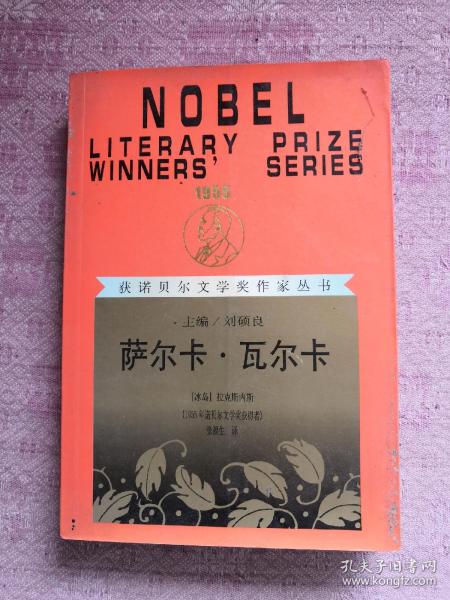 NOBEL
LITERARY PRIZE
WINNERS' SERIES
1955
获诺贝尔文学奖作家丛书
·主编/刘硕良
萨尔卡·瓦尔卡
[冰岛] 拉克斯内斯
(1955年诺贝尔文学奖获得者)
译
孔夫子旧书网
www.kongfz.com